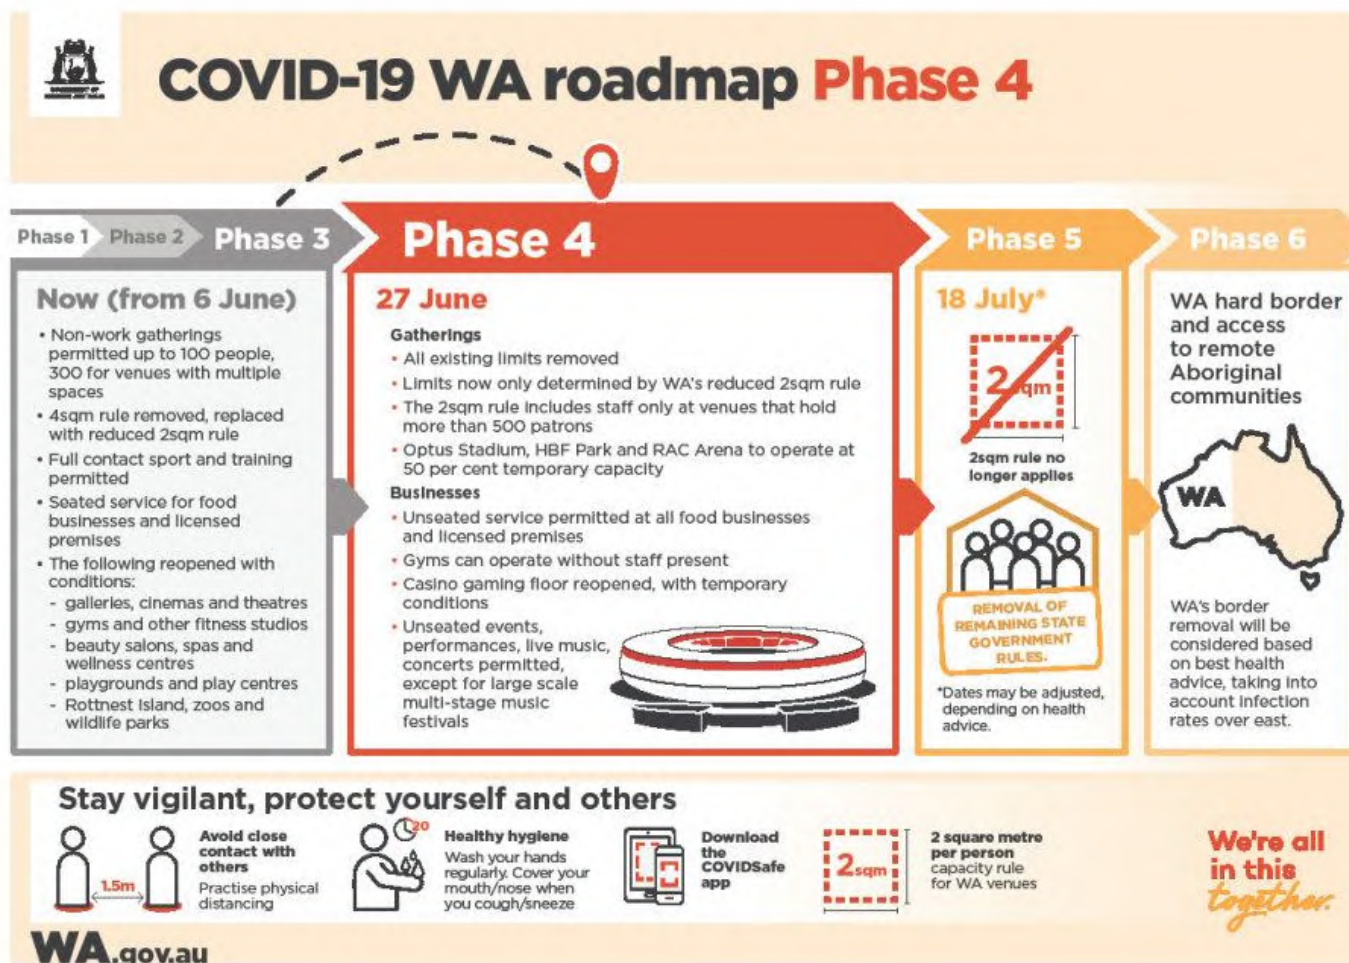 COVID-19 WA roadmap Phase 4
Phase 1
Phase 2
Phase 3
Now (from 6 June)
• Non-work gatherings
permitted up to 100 people,
300 for venues with multiple
spaces
• 4sqm rule removed, replaced
with reduced 2sqm rule
• Full contact sport and training
permitted
• Seated service for food
businesses and licensed
premises
• The following reopened with
conditions:
- galleries, cinemas and theatres
- gyms and other fitness studios
- beauty salons, spas and
wellness centres
- playgrounds and play centres
- Rottnest Island, zoos and
wildlife parks
Phase 4
27 June
Gatherings
• All existing limits removed
• Limits now only determined by WA's reduced 2sqm rule
• The 2sqm rule includes staff only at venues that hold
more than 500 patrons
• Optus Stadium, HBF Park and RAC Arena to operate at
50 per cent temporary capacity
Businesses
• Unseated service permitted at all food businesses
and licensed premises
• Gyms can operate without staff present
• Casino gaming floor reopened, with temporary
conditions
• Unseated events,
performances, live music,
concerts permitted,
except for large scale
multi-stage music
festivals
Phase 5
18 July*
2sqm
2sqm rule no
longer applies
REMOVAL OF
REMAINING STATE
GOVERNMENT
RULES.
*Dates may be adjusted,
depending on health
advice.
Phase 6
WA hard border
and access
to remote
Aboriginal
communities
WA
WA's border
removal will be
considered based
on best health
advice, taking into
account infection
rates over east.
Stay vigilant, protect yourself and others
1.5m
Avoid close
contact with
others
Practise physical
distancing
20
Healthy hygiene
Wash your hands
regularly. Cover your
mouth/nose when
you cough/sneeze
Download
the
COVIDSafe
app
2sqm
2 square metre
per person
capacity rule
for WA venues
We're all
in this
together.
WA.gov.au